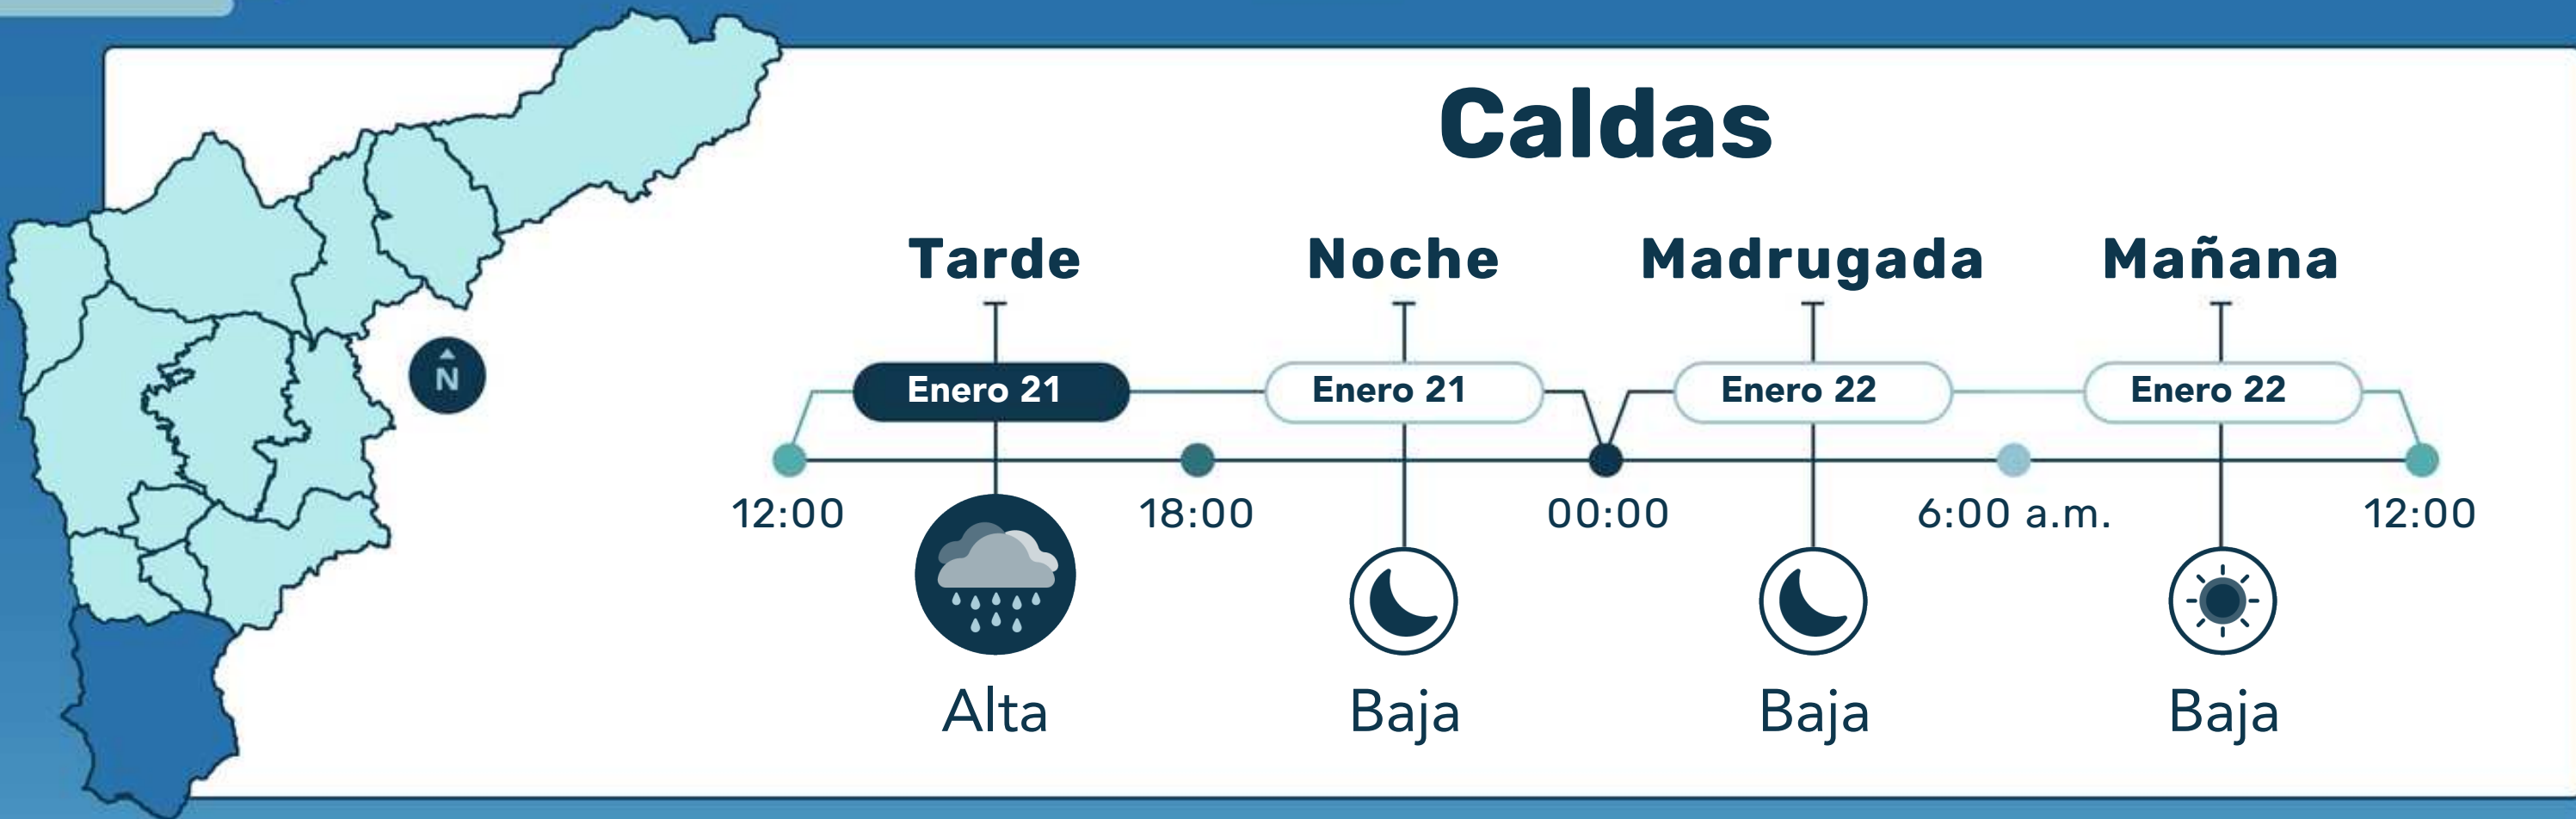 Caldas
Tarde Noche Madrugada Mañana
Enero 21 Enero 21 Enero 22 Enero 22
N
12:00 18:00 00:00 6:00 a.m. 12:00
Alta Baja Baja Baja